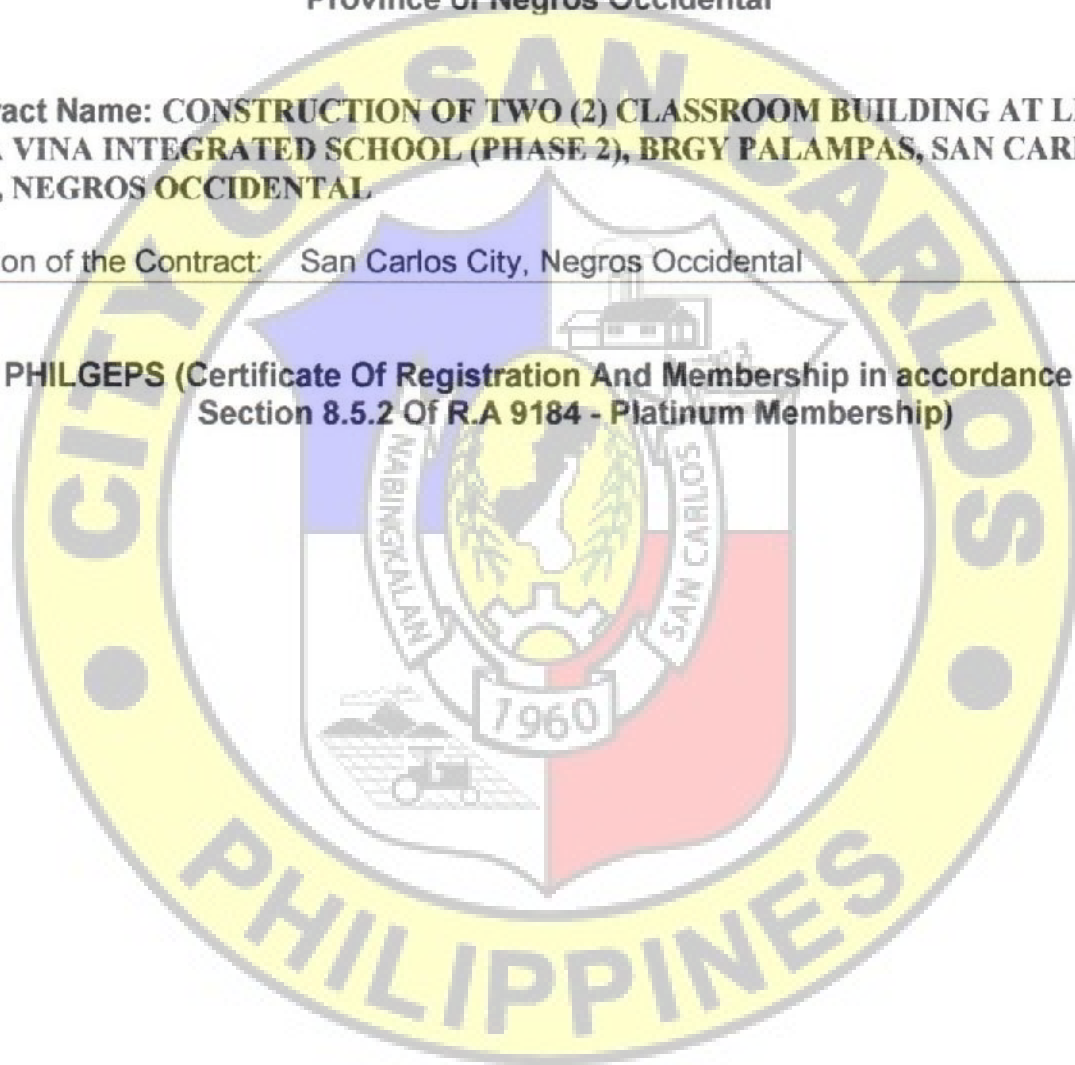 Province of Negros Occidental
ract Name: CONSTRUCTION OF TWO (2) CLASSROOM BUILDING AT L
VINA INTEGRATED SCHOOL (PHASE 2), BRGY PALAMPAS, SAN CAR
, NEGROS OCCIDENTAL
on of the Contract: San Carlos City, Negros Occidental
PHILGEPS (Certificate Of Registration And Membership in accordance
Section 8.5.2 Of R.A 9184 - Platinum Membership)
CITY OF SAN CARLOS
NABINGKALAN
SAN CARLOS
1960
PHILIPPINES